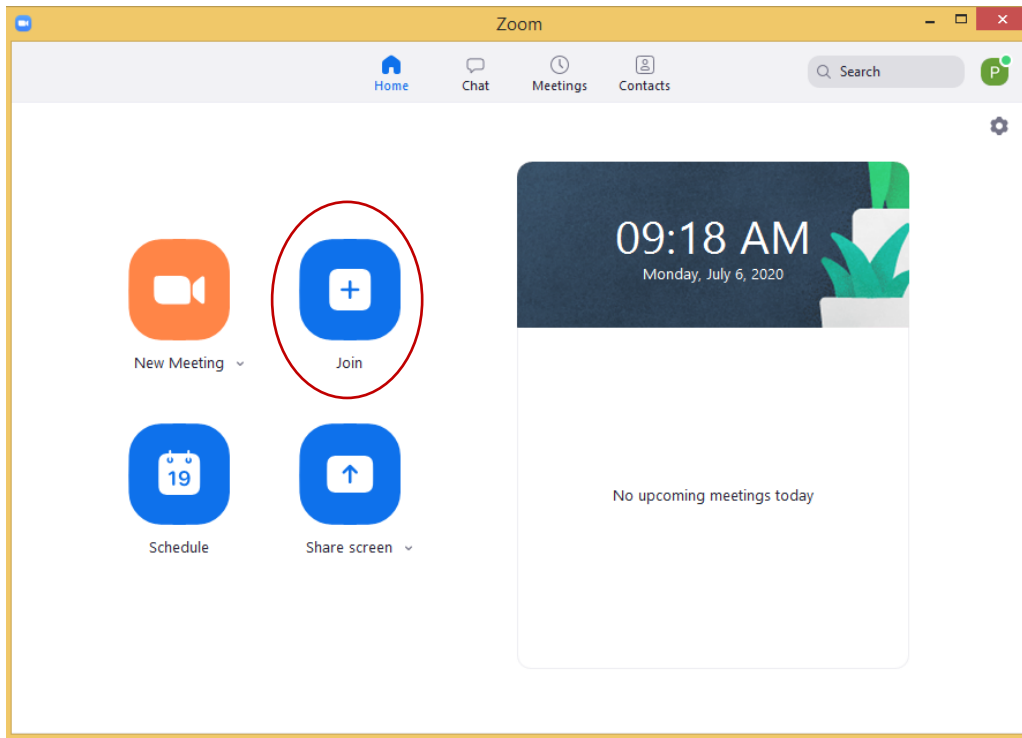 Zoom
Home
Chat
Meetings
Contacts
Search
P
09:18 AM
Monday, July 6, 2020
New Meeting
Join
19
Schedule
Share screen
No upcoming meetings today